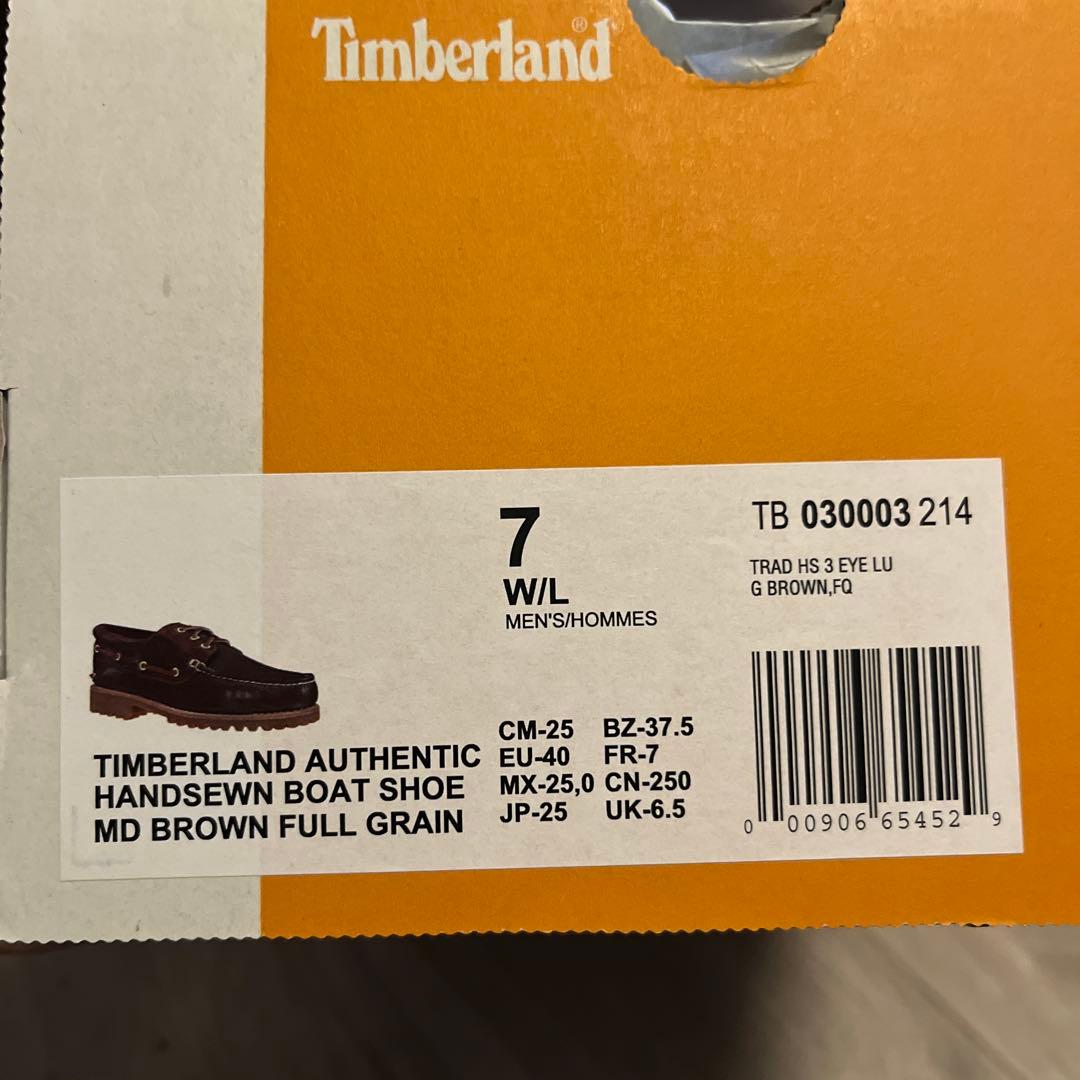 Timberland®
7
W/L
MEN'S/HOMMES
TB 030003 214
TRAD HS 3 EYE LU
G BROWN,FQ
TIMBERLAND AUTHENTIC
HANDSEWN BOAT SHOE
MD BROWN FULL GRAIN
CM-25 BZ-37.5
EU-40 FR-7
MX-25,0 CN-250
JP-25 UK-6.5
0 00906 65452 9